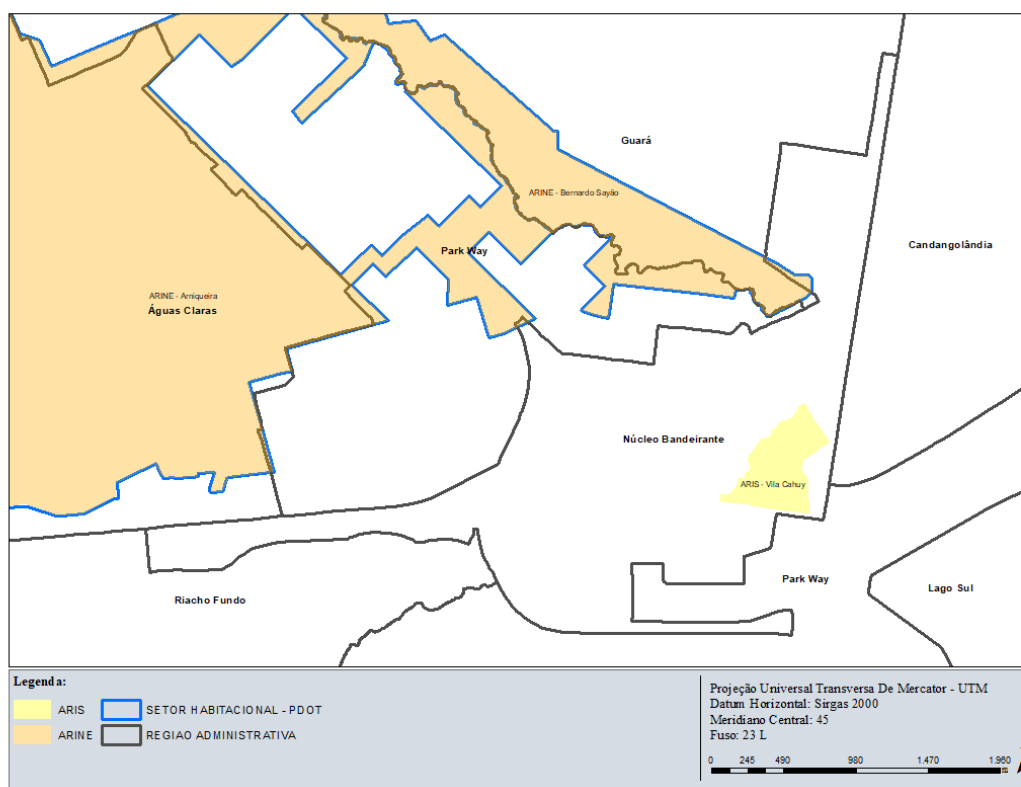 Guará
ARINE - Bernardo Sayão
Candangolândia
Park Way
ARINE - Arniqueira
Águas Claras
Núcleo Bandeirante
ARIS - Vila Cahuy
Park Way
Lago Sul
Riacho Fundo
Legenda:
ARIS
SETOR HABITACIONAL - PDOT
ARINE
REGIAO ADMINISTRATIVA
Projeção Universal Transversa De Mercator - UTM
Datum Horizontal: Sirgas 2000
Meridiano Central: 45
Fuso: 23 L
0 245 490 980 1.470 1.960